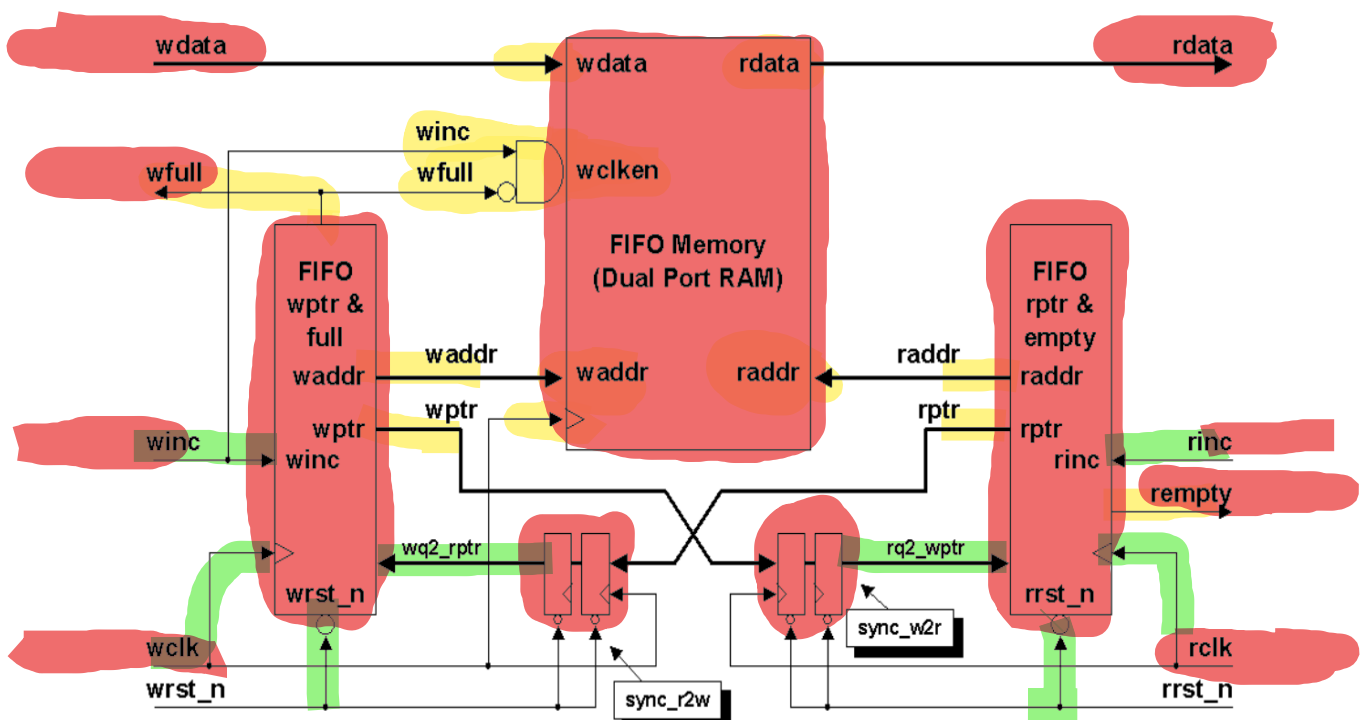 wdata
rdata
wdata
rdata
winc
wclken
wfull
wfull
FIFO Memory
(Dual Port RAM)
FIFO
wptr &
full
FIFO
rptr &
empty
waddr
raddr
waddr
waddr
raddr
raddr
wptr
rptr
wptr
rptr
winc
winc
rinc
rinc
rempty
wq2_rptr
rq2_wptr
wrst_n
rrst_n
sync_w2r
wclk
rclk
wrst_n
rrst_n
sync_r2w